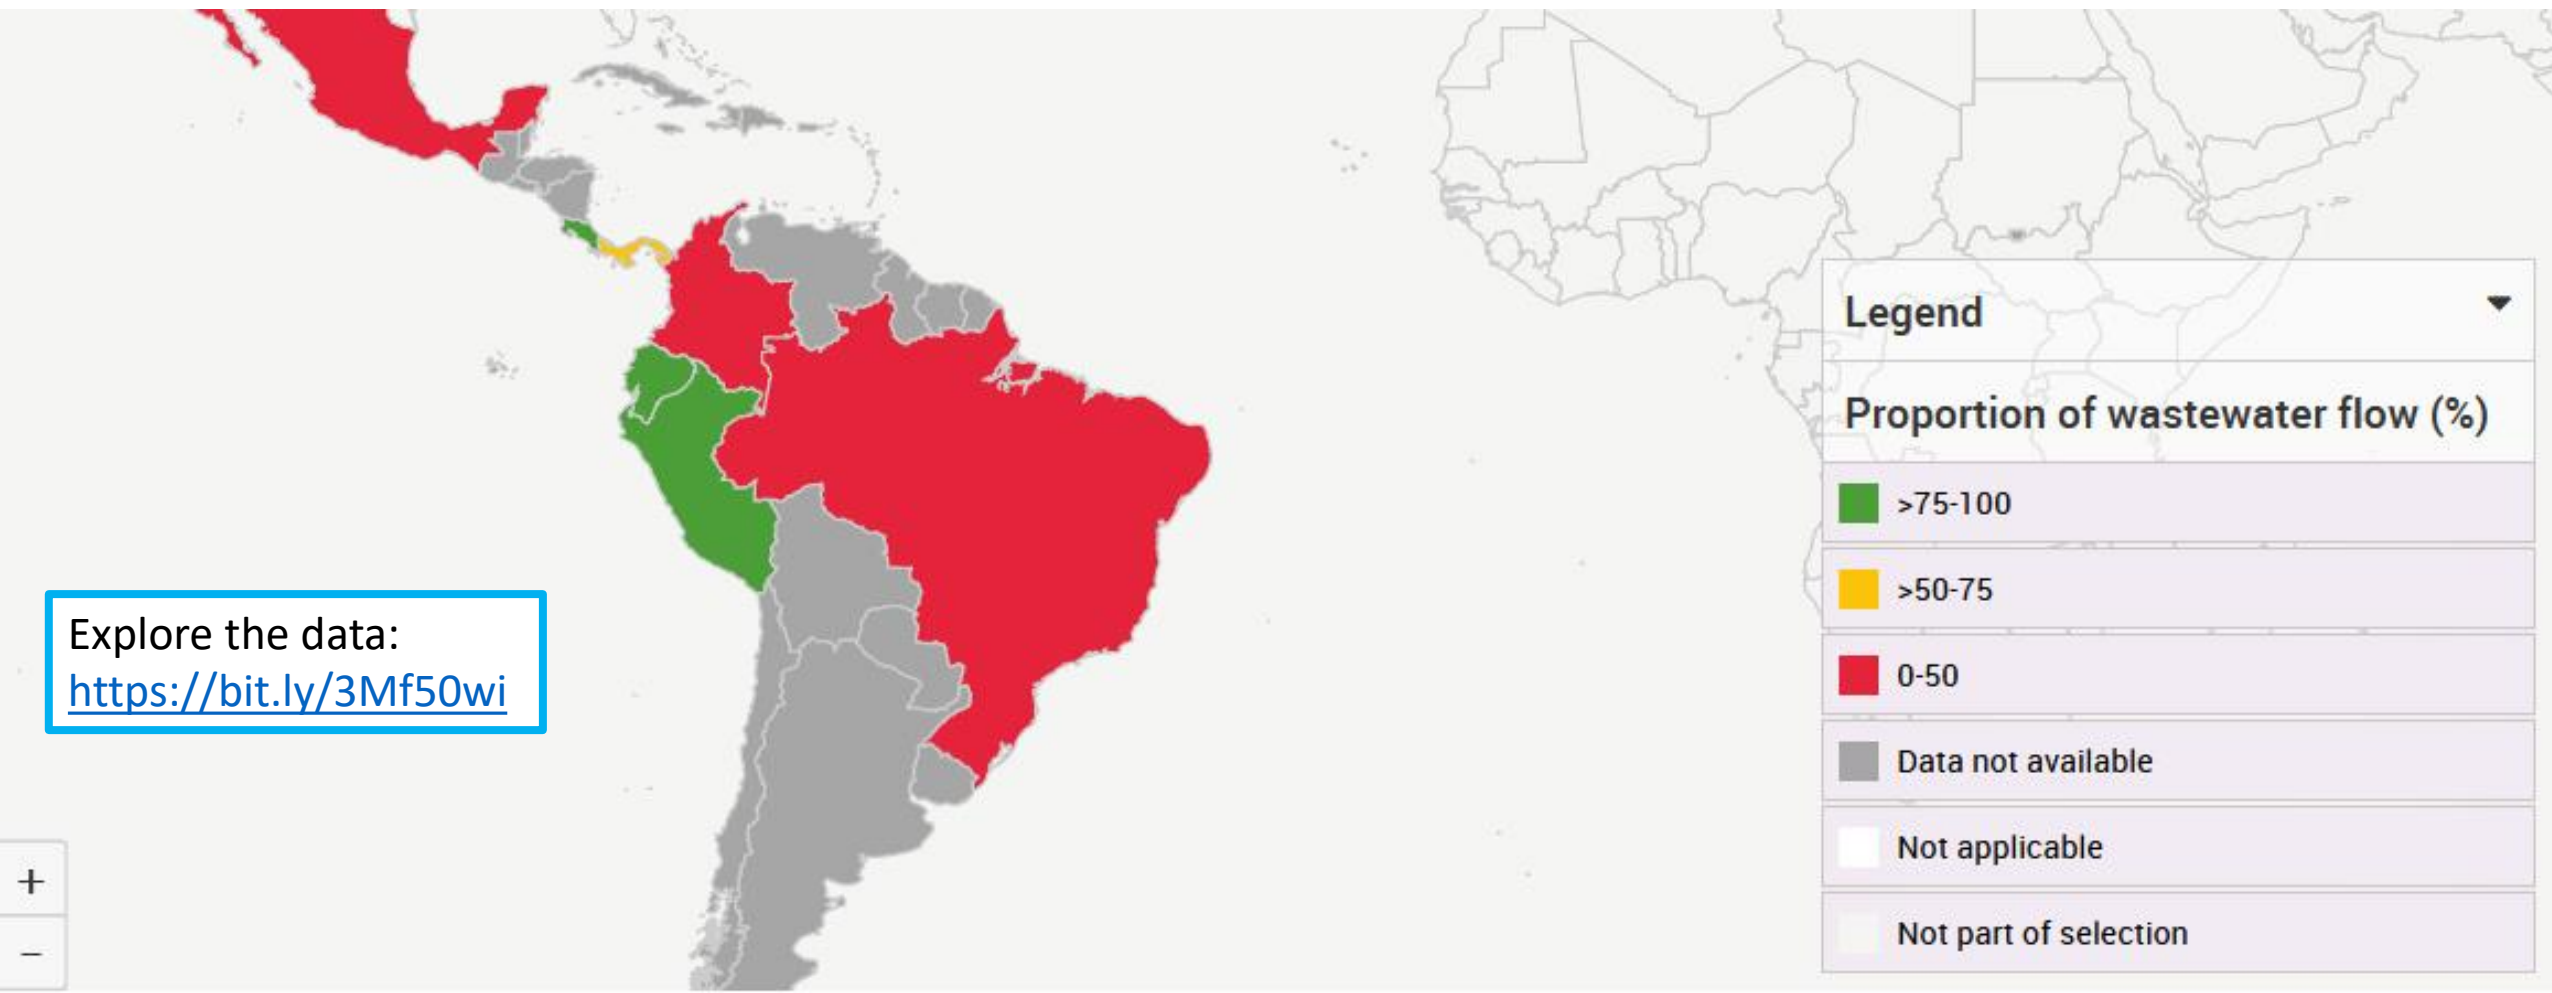 Legend
Proportion of wastewater flow (%)
>75-100
>50-75
0-50
Data not available
Not applicable
Not part of selection
Explore the data:
https://bit.ly/3Mf50wi
+
−